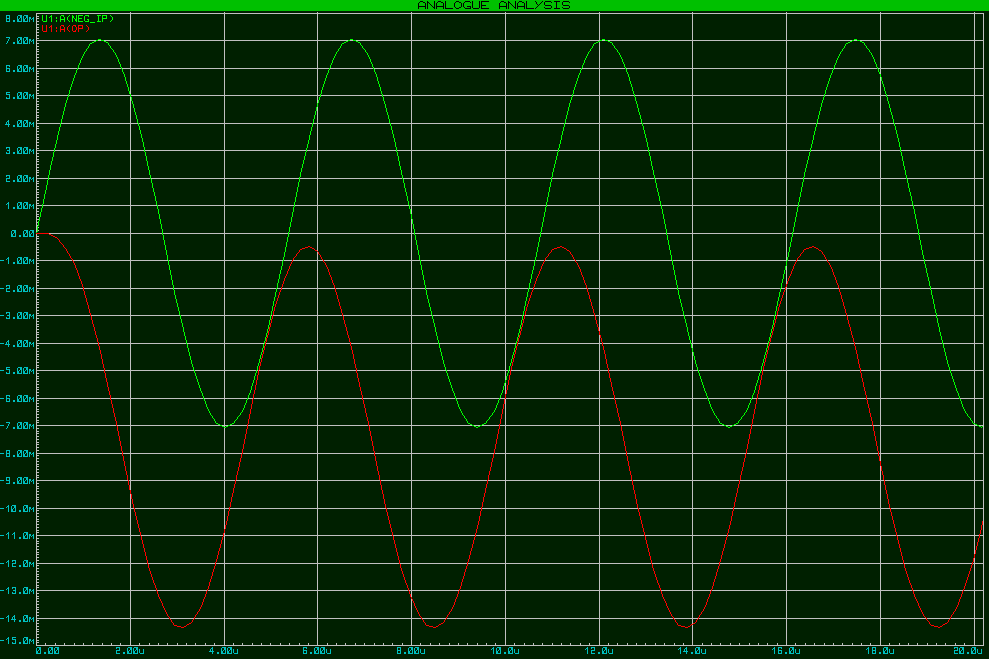 ANALOGUE ANALYSIS
8.00m
U1:A(NEG_IP)
U1:A(OP)
7.00m
6.00m
5.00m
4.00m
3.00m
2.00m
1.00m
0.00
-1.00m
-2.00m
-3.00m
-4.00m
-5.00m
-6.00m
-7.00m
-8.00m
-9.00m
-10.0m
-11.0m
-12.0m
-13.0m
-14.0m
-15.0m
0.00 2.00u 4.00u 6.00u 8.00u 10.0u 12.0u 14.0u 16.0u 18.0u 20.0u